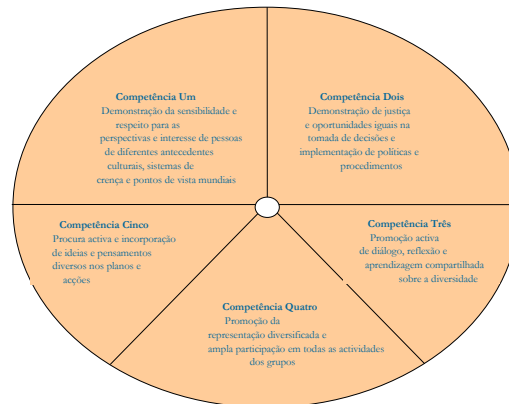 Competência Um
Demonstração da sensibilidade e
respeito para as
perspectivas e interesse de pessoas
de diferentes antecedentes
culturais, sistemas de
crença e pontos de vista mundiais
Competência Dois
Demonstração de justiça
e oportunidades iguais na
tomada de decisões e
implementação de políticas e
procedimentos
Competência Três
Promoção activa
de diálogo, reflexão e
aprendizagem compartilhada
sobre a diversidade
Competência Quatro
Promoção da
representação diversificada e
ampla participação em todas as actividades
dos grupos
Competência Cinco
Procura activa e incorporação
de ideias e pensamentos
diversos nos planos e
acções